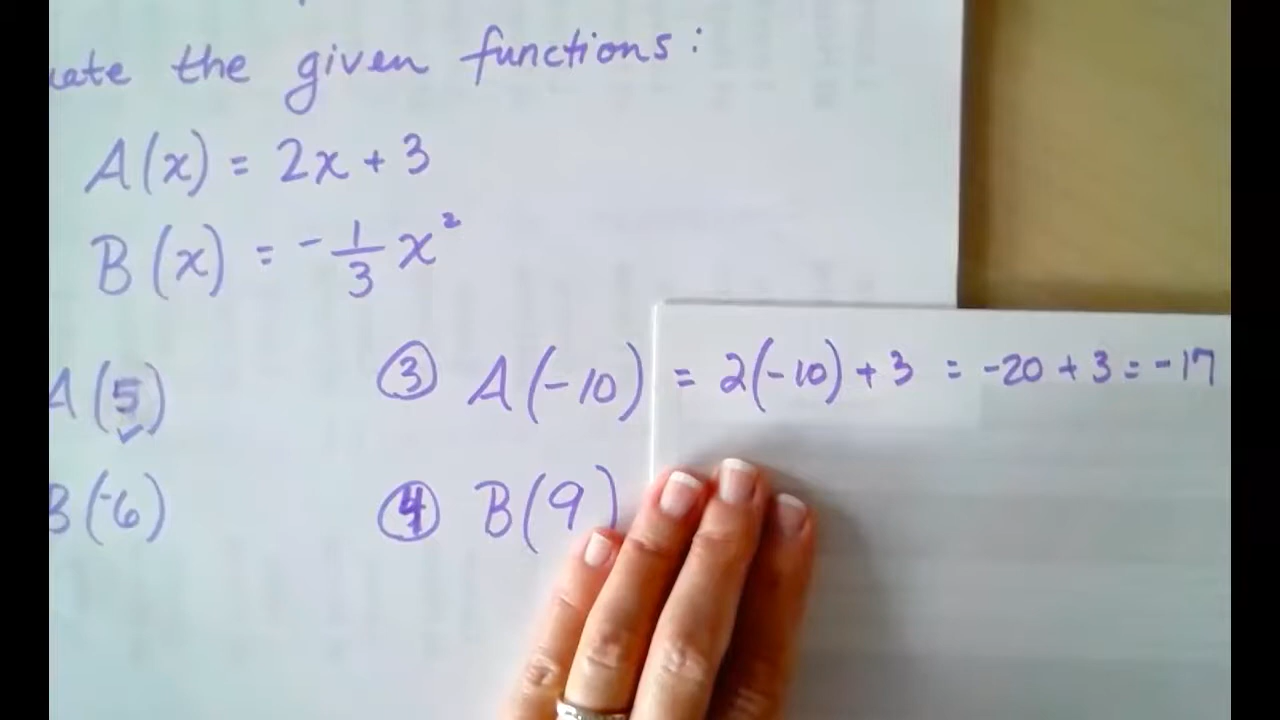 the given functions:
A(x) = 2x + 3
B(x) = -1/3 x²
A(5)
③ A(-10) = 2(-10) + 3 = -20 + 3 = -17
B(-6)
④ B(9)